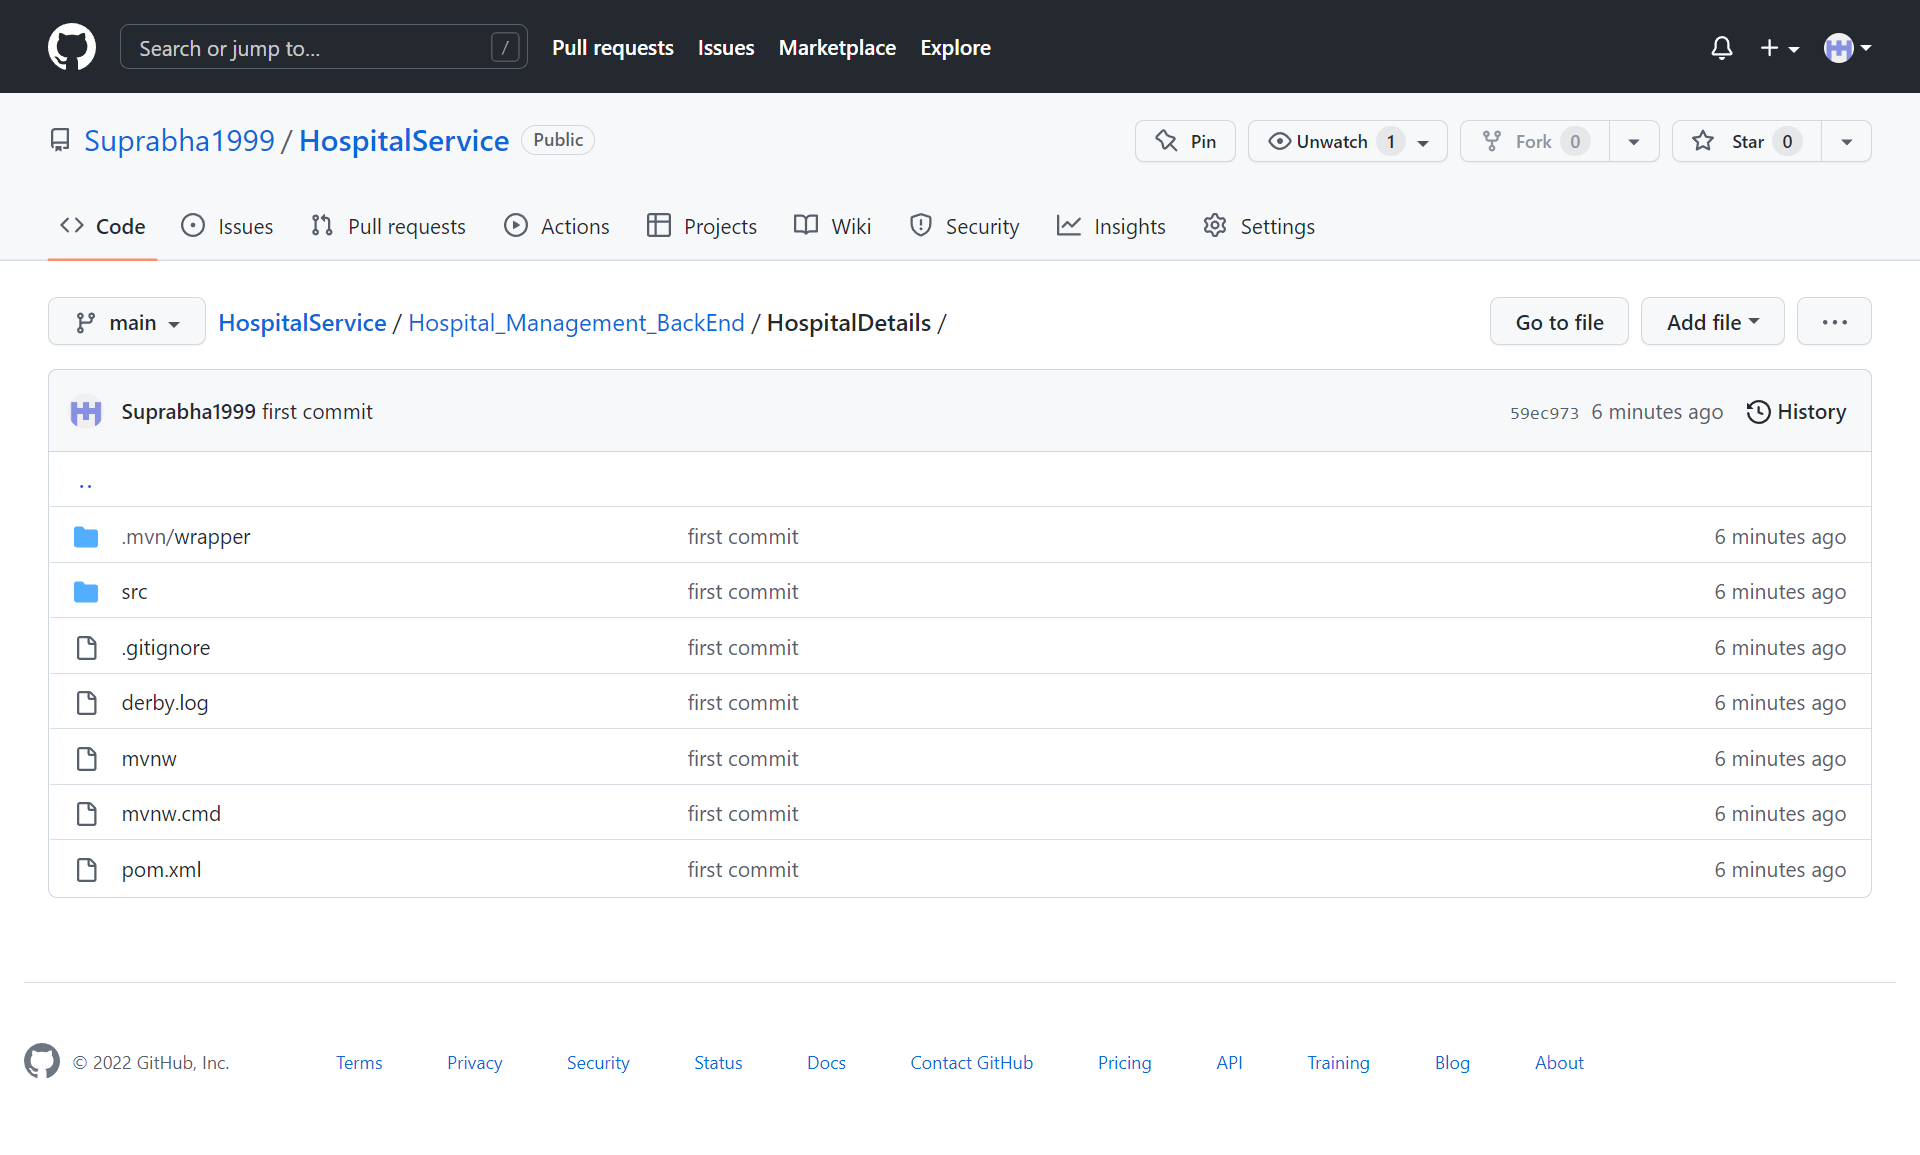 Search or jump to... /
Pull requests Issues Marketplace Explore
Suprabha1999 / HospitalService Public
Pin Unwatch 1 Fork 0 Star 0
Code Issues Pull requests Actions Projects Wiki Security Insights Settings
main HospitalService / Hospital_Management_BackEnd / HospitalDetails / Go to file Add file ...
Suprabha1999 first commit 59ec973 6 minutes ago History
..
.mvn/wrapper first commit 6 minutes ago
src first commit 6 minutes ago
.gitignore first commit 6 minutes ago
derby.log first commit 6 minutes ago
mvnw first commit 6 minutes ago
mvnw.cmd first commit 6 minutes ago
pom.xml first commit 6 minutes ago
© 2022 GitHub, Inc. Terms Privacy Security Status Docs Contact GitHub Pricing API Training Blog About